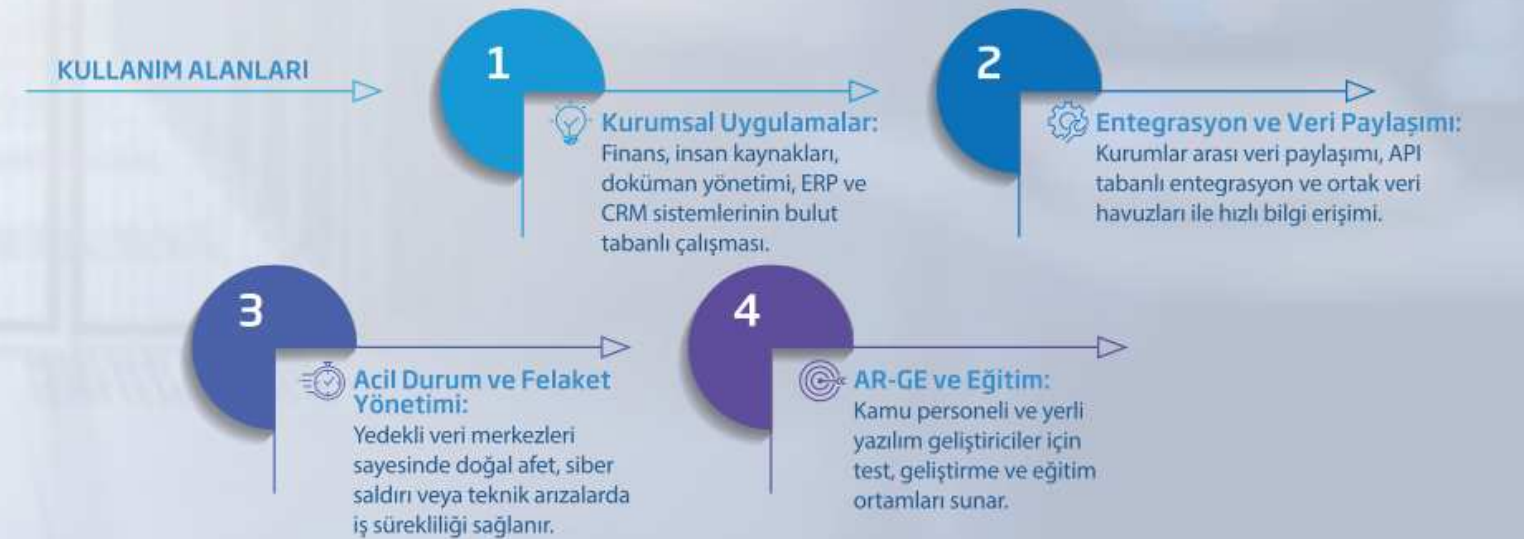 KULLANIM ALANLARI
1
Kurumsal Uygulamalar:
Finans, insan kaynakları,
doküman yönetimi, ERP ve
CRM sistemlerinin bulut
tabanlı çalışması.
2
Entegrasyon ve Veri Paylaşımı:
Kurumlar arası veri paylaşımı, API
tabanlı entegrasyon ve ortak veri
havuzları ile hızlı bilgi erişimi.
3
Acil Durum ve Felaket
Yönetimi:
Yedekli veri merkezleri
sayesinde doğal afet, siber
saldırı veya teknik arızalarda
iş sürekliliği sağlanır.
4
AR-GE ve Eğitim:
Kamu personeli ve yerli
yazılım geliştiriciler için
test, geliştirme ve eğitim
ortamları sunar.